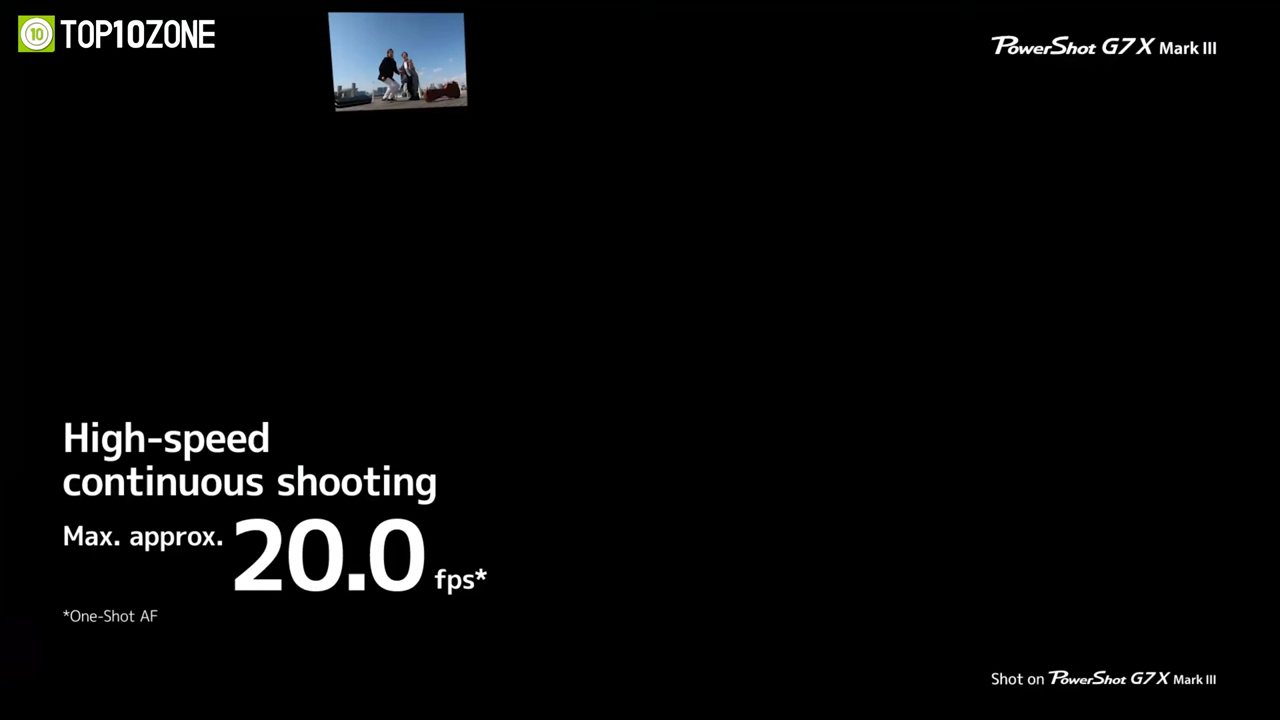 10 TOP10ZONE
PowerShot G7X Mark III
High-speed
continuous shooting
Max. approx. 20.0 fps*
*One-Shot AF
Shot on PowerShot G7X Mark III